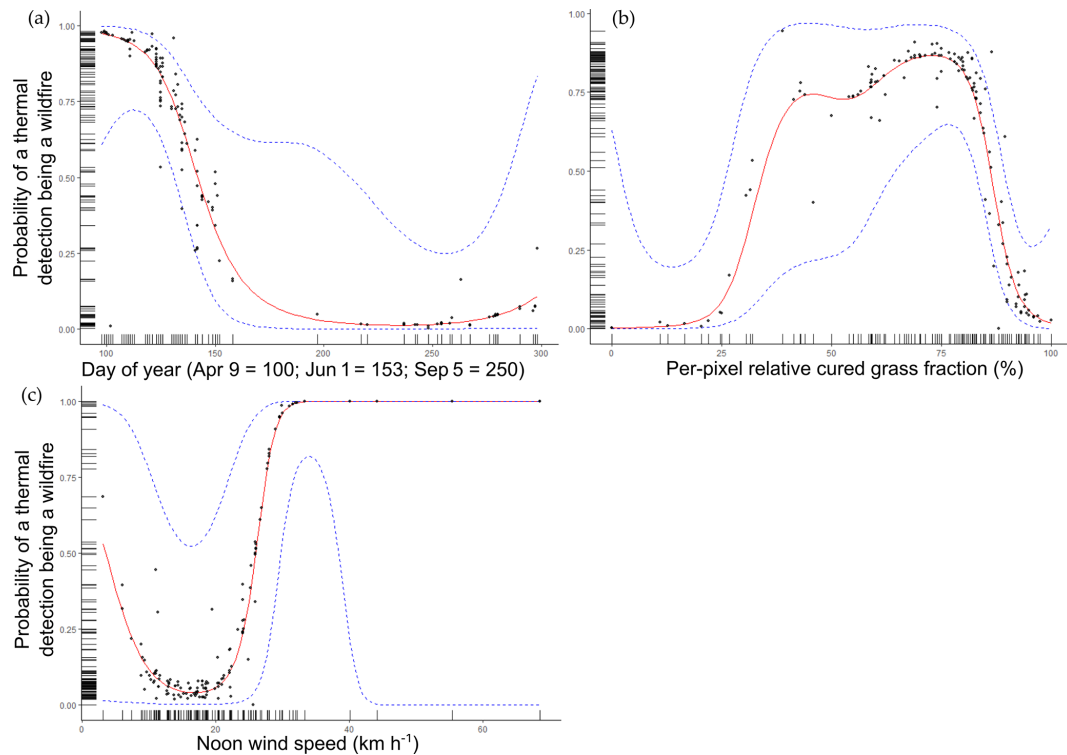 (a)
Probability of a thermal
detection being a wildfire
1.00
0.75
0.50
0.25
0.00
100
150
200
250
300
Day of year (Apr 9 = 100; Jun 1 = 153; Sep 5 = 250)
(b)
1.00
0.75
0.50
0.25
0.00
0
25
50
75
100
Per-pixel relative cured grass fraction (%)
(c)
Probability of a thermal
detection being a wildfire
1.00
0.75
0.50
0.25
0.00
0
20
40
60
Noon wind speed (km h⁻¹)